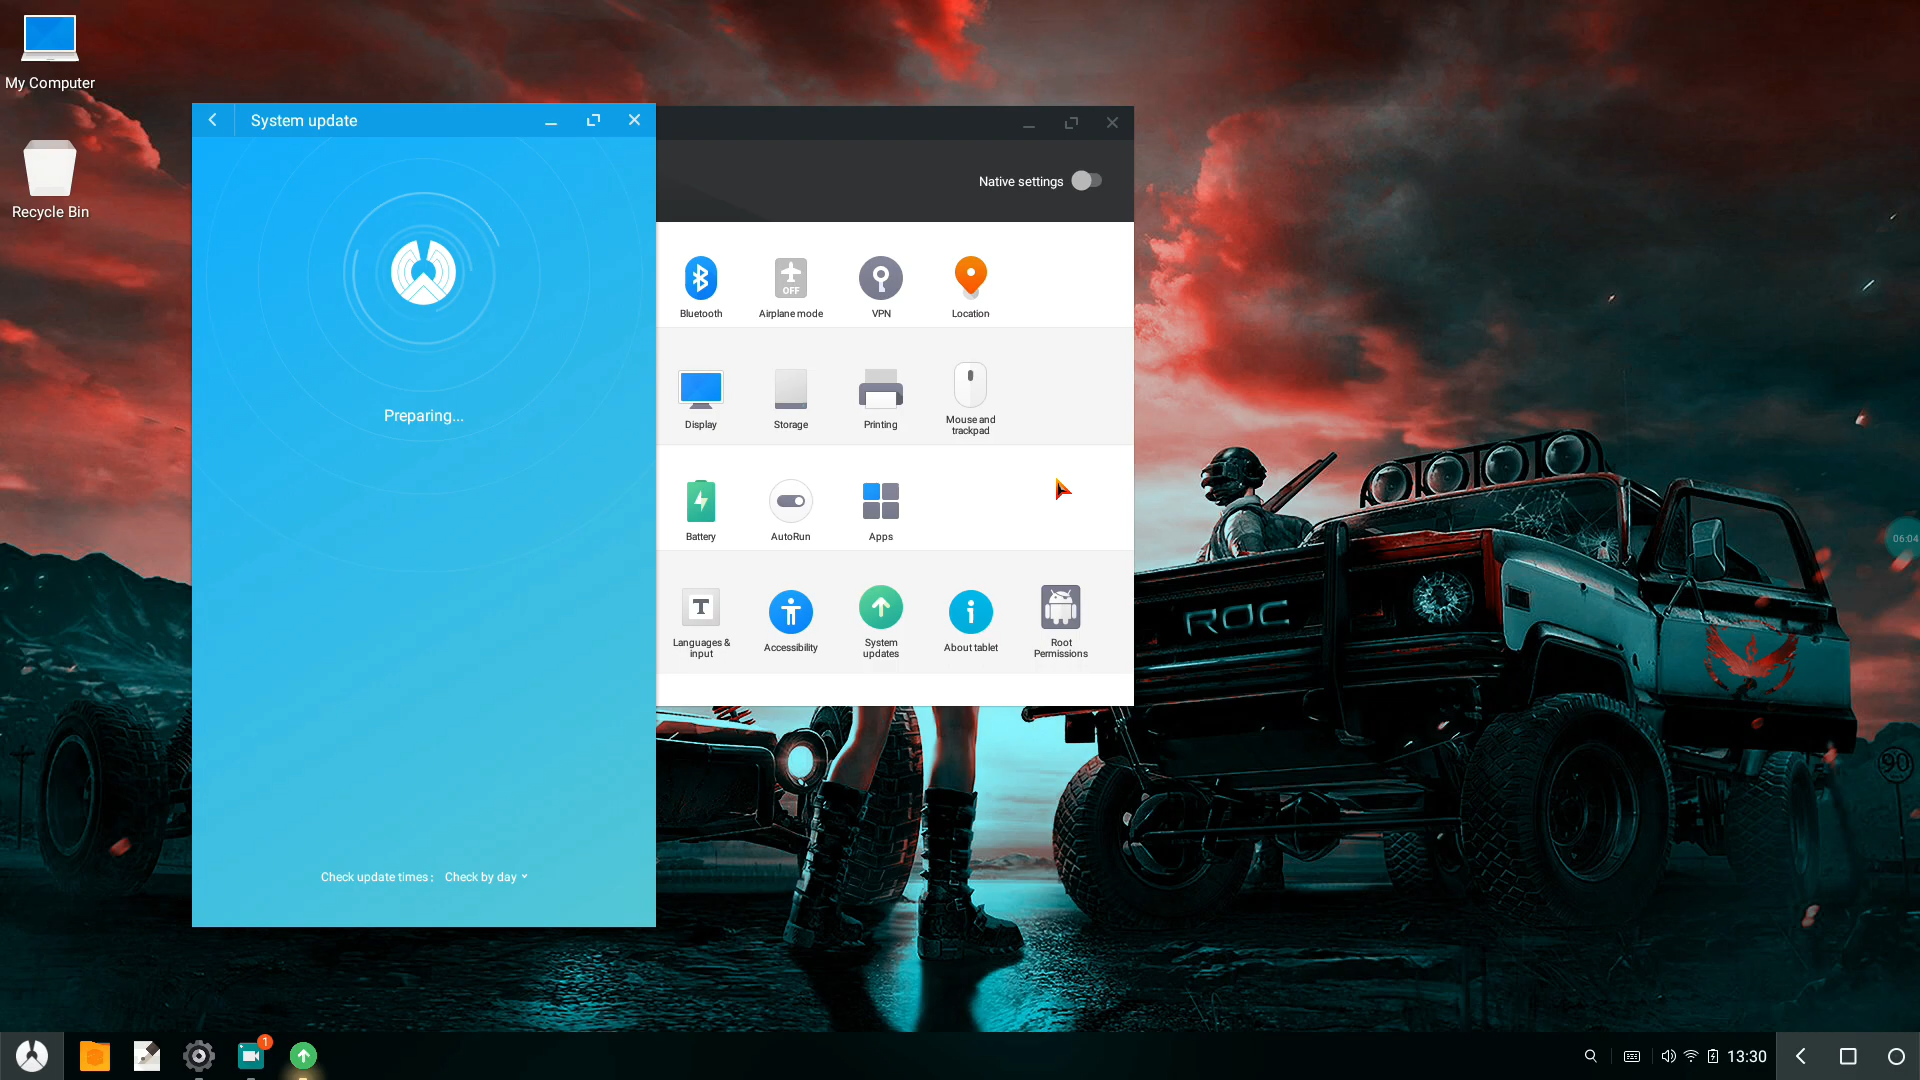 My Computer
Recycle Bin
System update
Preparing...
Check update times: Check by day
Native settings
Bluetooth
Airplane mode
OFF
VPN
Location
Display
Storage
Printing
Mouse and
trackpad
Battery
AutoRun
Apps
T
Languages &
input
Accessibility
System
updates
i
About tablet
Root
Permissions
ROC
90
06:04
1
13:30